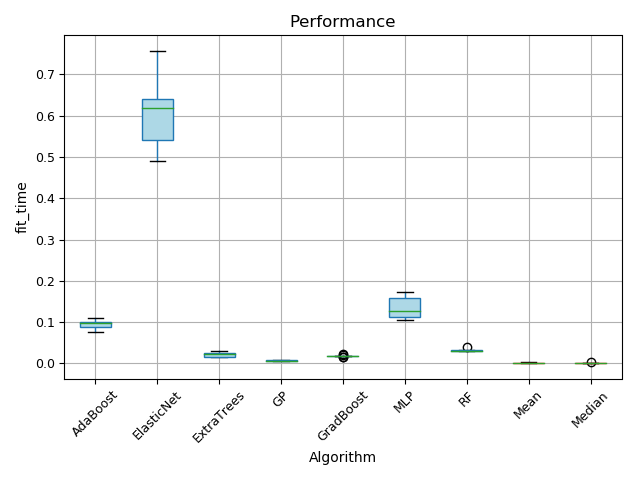 Performance
fit_time
0.7
0.6
0.5
0.4
0.3
0.2
0.1
0.0
AdaBoost
ElasticNet
ExtraTrees
GP
GradBoost
MLP
RF
Mean
Median
Algorithm